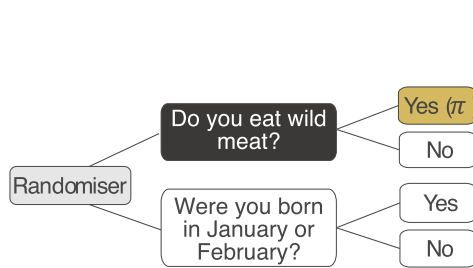 Do you eat wild
meat?
Yes (π
No
Randomiser
Were you born
in January or
February?
Yes
No